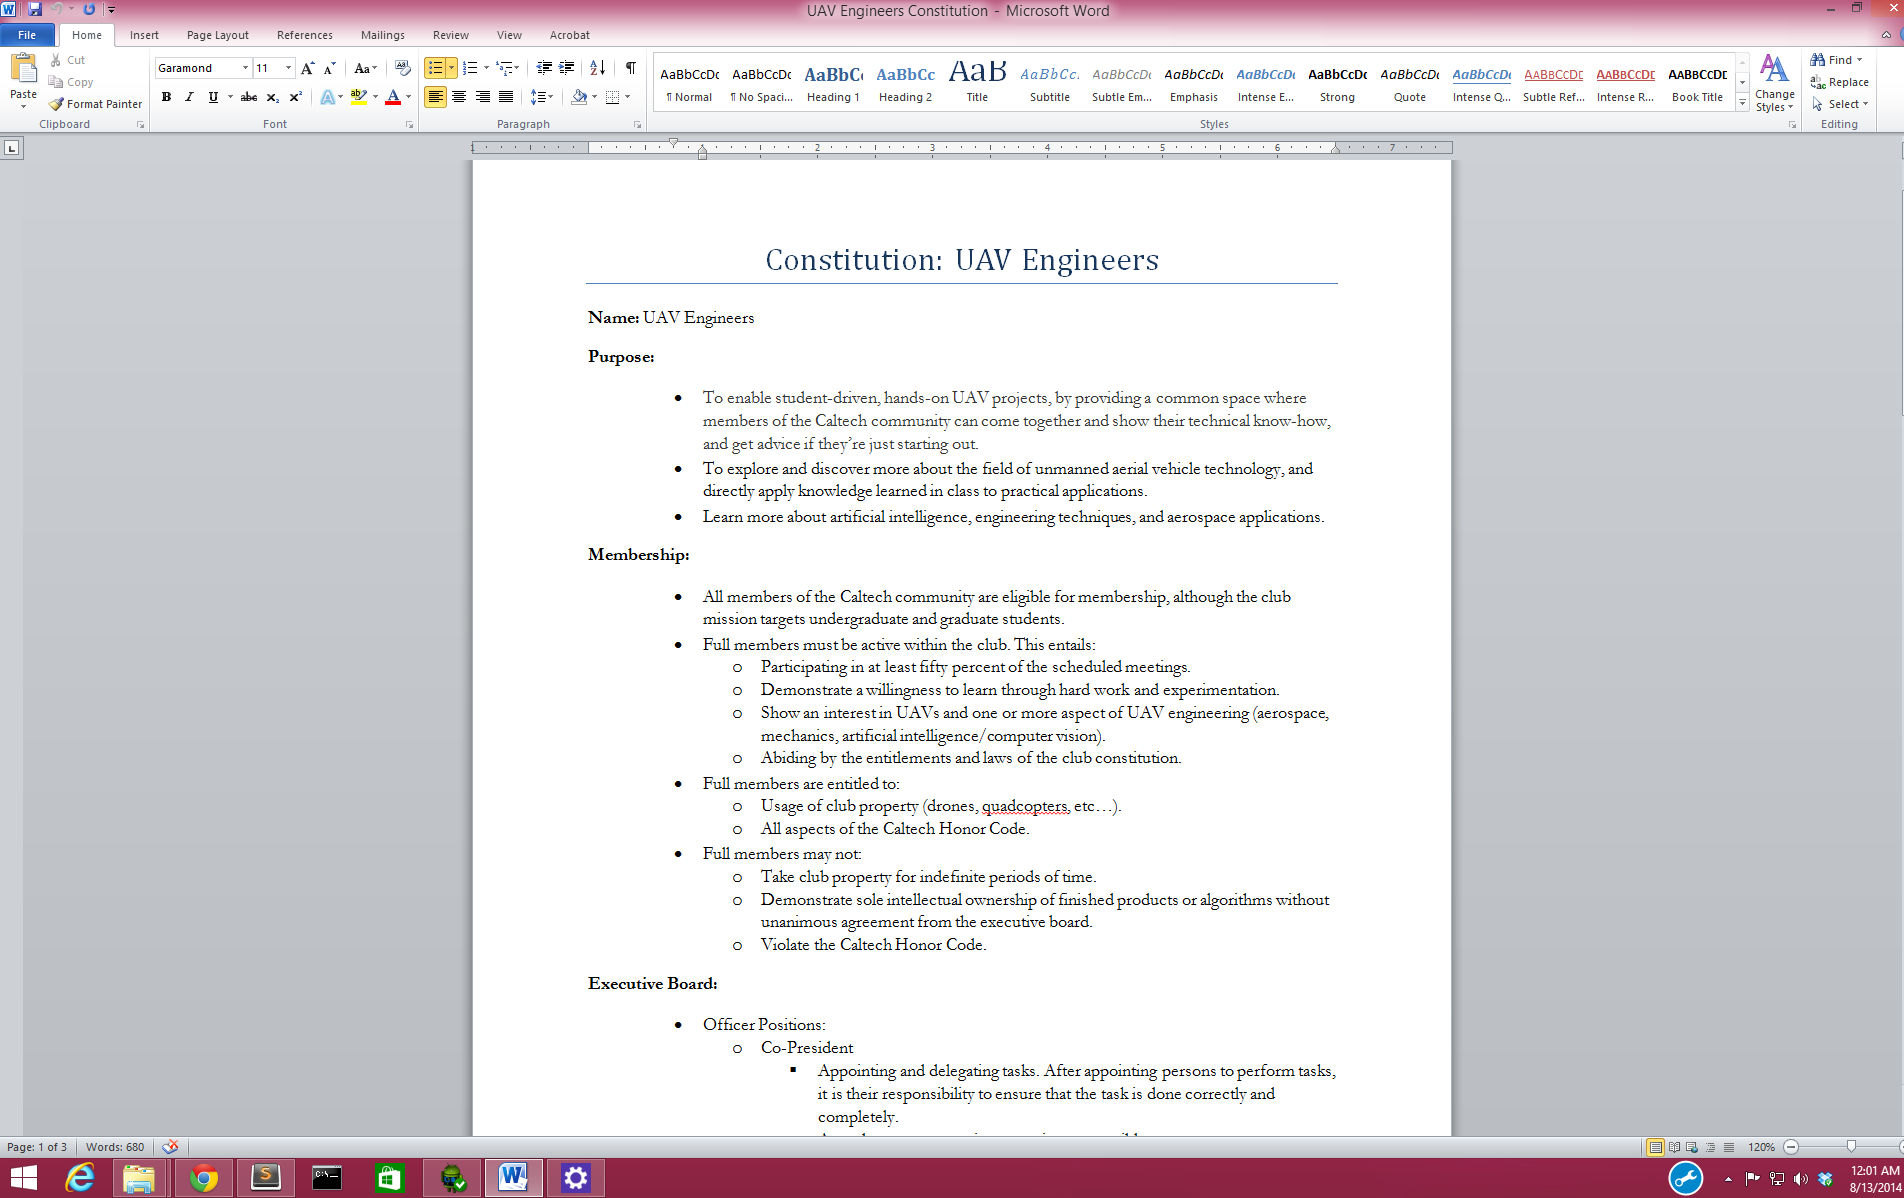 UAV Engineers Constitution - Microsoft Word
File Home Insert Page Layout References Mailings Review View Acrobat
Paste
Cut
Copy
Format Painter
Clipboard
Garamond 11
Font
Paragraph
AaBbCcDc AaBbCcDc AaBbC AaBbCc AaB AaBbCc. AaBbCcDc AaBbCcDc AaBbCcDc AaBbCcDc AaBbCcDc AaBbCcDc AABBCCDE AABBCCDE AABBCCDE
¶ Normal ¶ No Spaci... Heading 1 Heading 2 Title Subtitle Subtle Em... Emphasis Intense E... Strong Quote Intense Q... Subtle Ref... Intense R... Book Title
Styles
Change
Styles
Find
Replace
Select
Editing
1 1 2 3 4 5 6 7
Constitution: UAV Engineers
Name: UAV Engineers
Purpose:
• To enable student-driven, hands-on UAV projects, by providing a common space where
members of the Caltech community can come together and show their technical know-how,
and get advice if they’re just starting out.
• To explore and discover more about the field of unmanned aerial vehicle technology, and
directly apply knowledge learned in class to practical applications.
• Learn more about artificial intelligence, engineering techniques, and aerospace applications.
Membership:
• All members of the Caltech community are eligible for membership, although the club
mission targets undergraduate and graduate students.
• Full members must be active within the club. This entails:
o Participating in at least fifty percent of the scheduled meetings.
o Demonstrate a willingness to learn through hard work and experimentation.
o Show an interest in UAVs and one or more aspect of UAV engineering (aerospace,
mechanics, artificial intelligence/computer vision).
o Abiding by the entitlements and laws of the club constitution.
• Full members are entitled to:
o Usage of club property (drones, quadcopters, etc…).
o All aspects of the Caltech Honor Code.
• Full members may not:
o Take club property for indefinite periods of time.
o Demonstrate sole intellectual ownership of finished products or algorithms without
unanimous agreement from the executive board.
o Violate the Caltech Honor Code.
Executive Board:
• Officer Positions:
o Co-President
▪ Appointing and delegating tasks. After appointing persons to perform tasks,
it is their responsibility to ensure that the task is done correctly and
completely.
Page: 1 of 3 Words: 680 120%
12:01 AM
8/13/2014